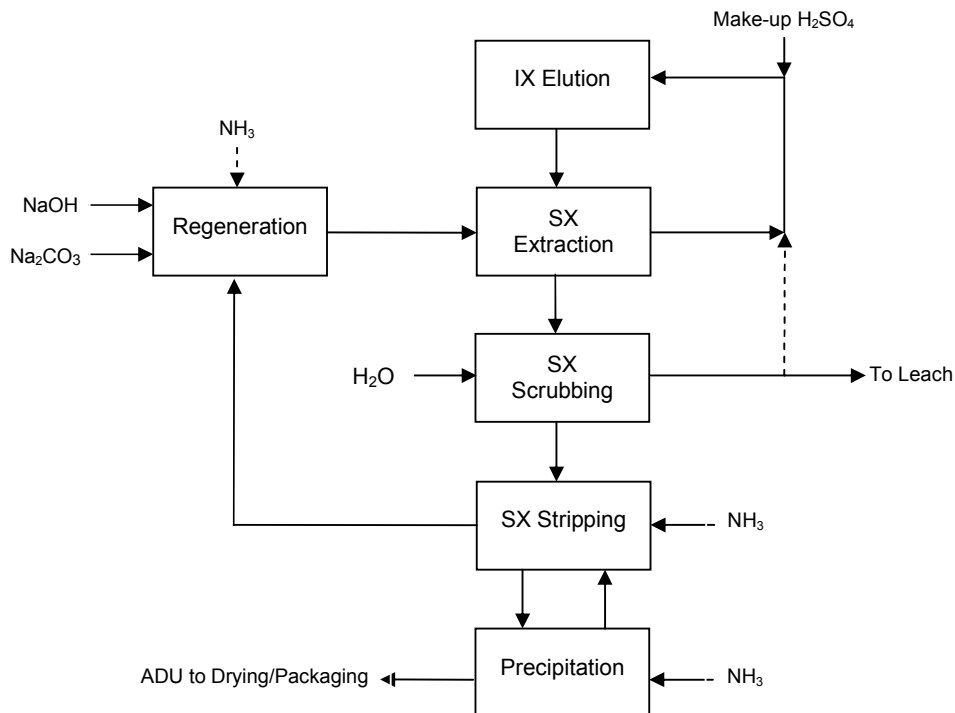 Make-up H₂SO₄
IX Elution
NH₃
NaOH
Na₂CO₃
Regeneration
SX
Extraction
H₂O
SX
Scrubbing
To Leach
SX Stripping
NH₃
ADU to Drying/Packaging
Precipitation
NH₃